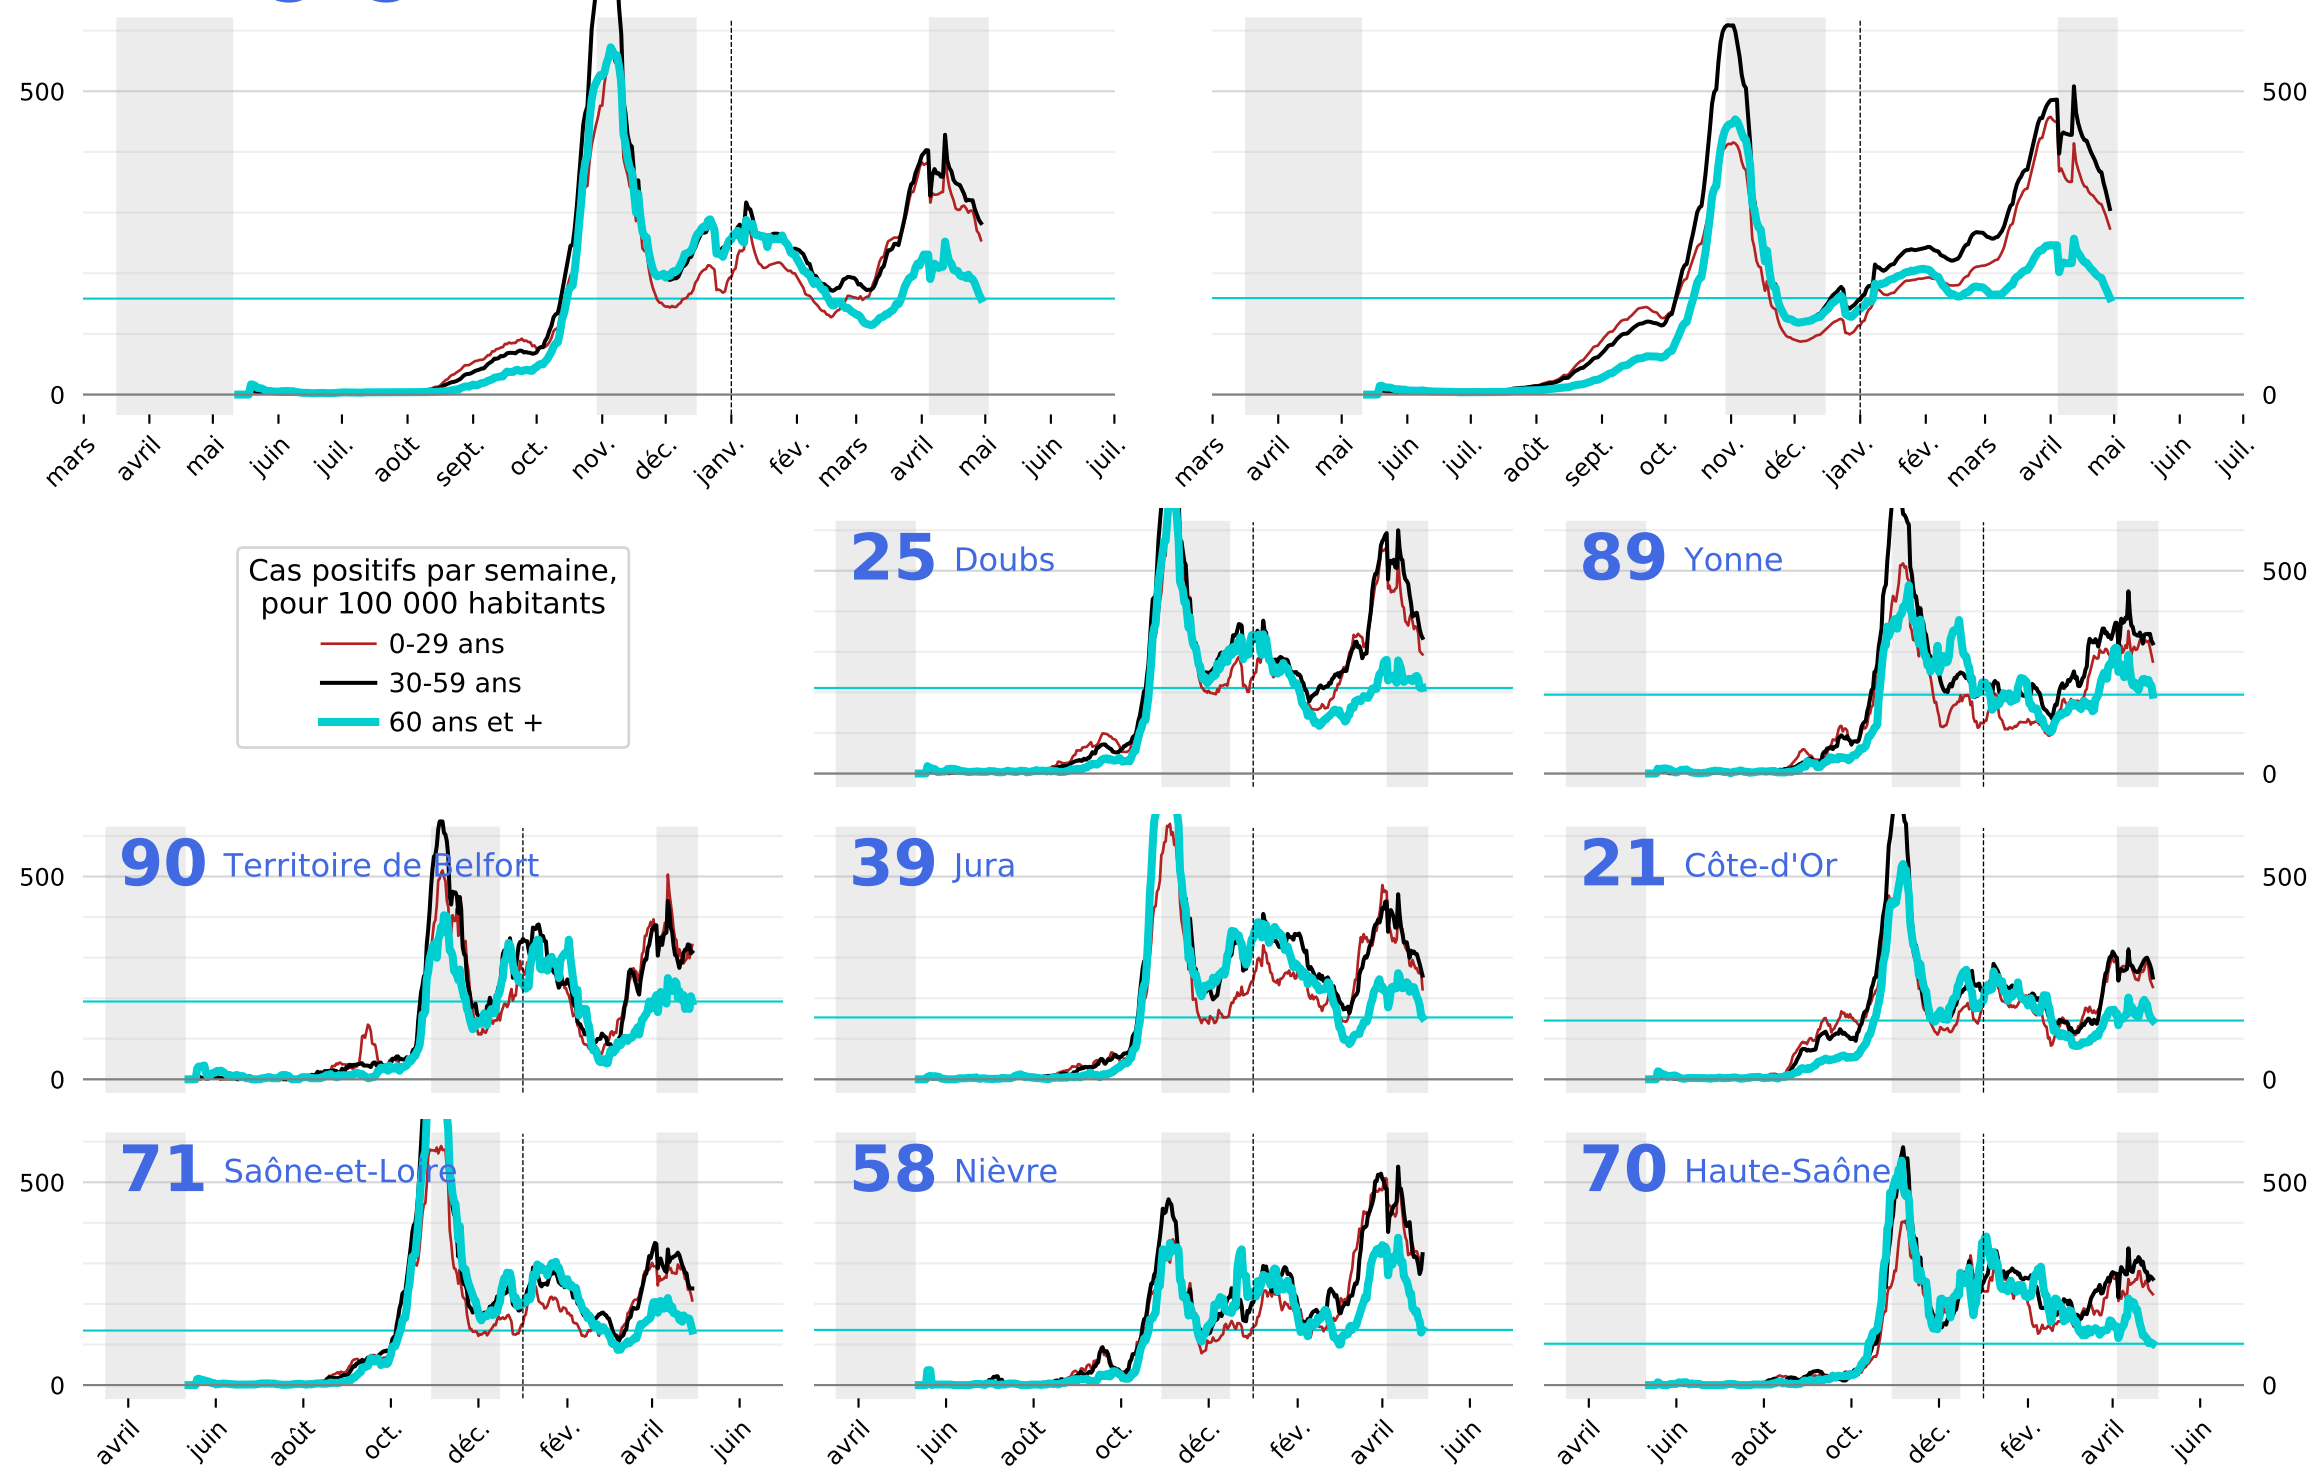 500
500
0
0
mars
avril
mai
juin
juil.
août
sept.
oct.
nov.
déc.
janv.
fév.
mars
avril
mai
juin
juil.
mars
avril
mai
juin
juil.
août
sept.
oct.
nov.
déc.
janv.
fév.
mars
avril
mai
juin
juil.
Cas positifs par semaine,
pour 100 000 habitants
0-29 ans
30-59 ans
60 ans et +
25 Doubs
89 Yonne
500
0
90 Territoire de Belfort
39 Jura
21 Côte-d'Or
500
500
0
0
71 Saône-et-Loire
58 Nièvre
70 Haute-Saône
500
500
0
0
avril
juin
août
oct.
déc.
fév.
avril
juin
avril
juin
août
oct.
déc.
fév.
avril
juin
avril
juin
août
oct.
déc.
fév.
avril
juin